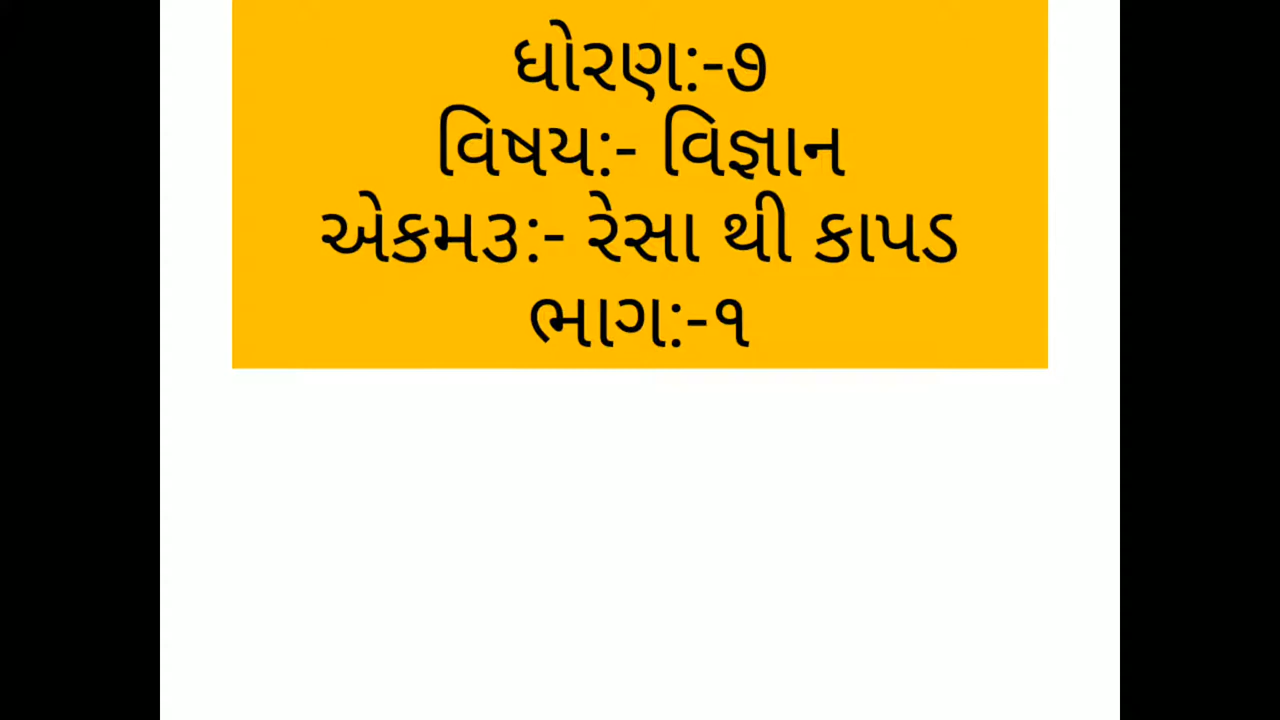 ધોરણ:-૭
વિષય:- વિજ્ઞાન
એકમ૩:- રેસા થી કાપડ
ભાગ:-૧